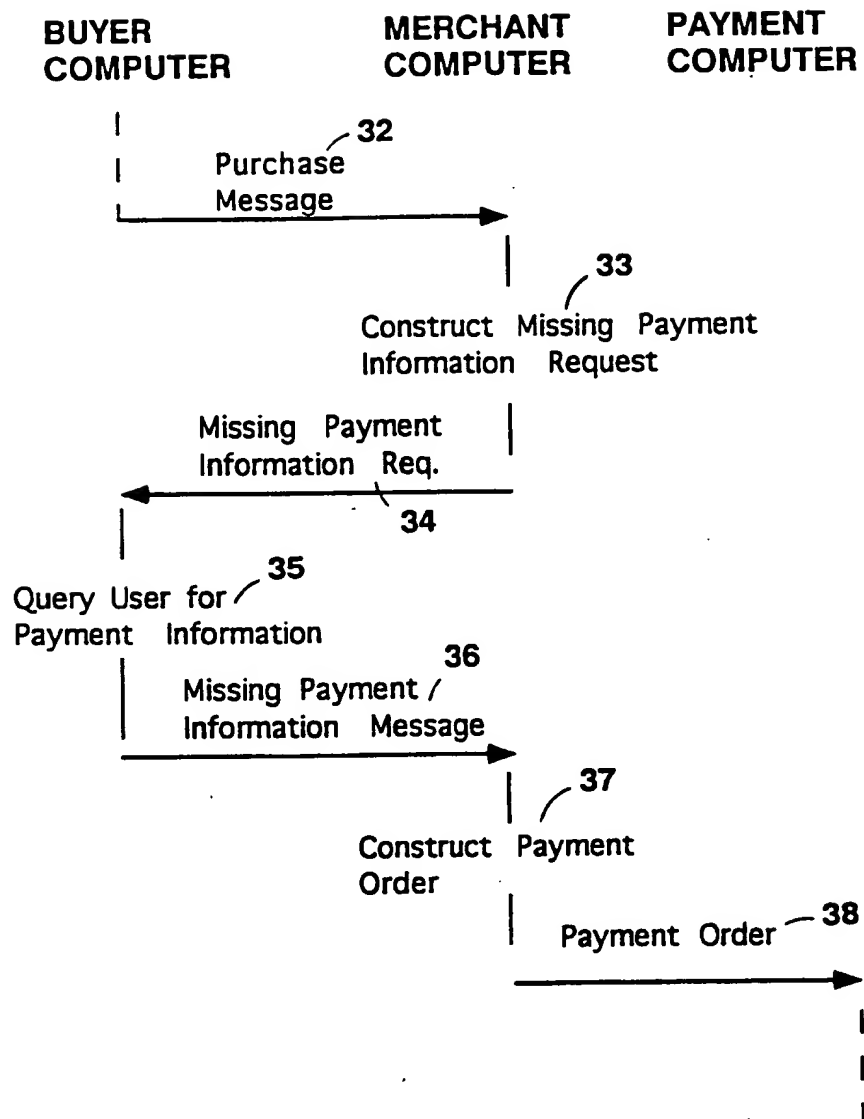 BUYER COMPUTER
MERCHANT COMPUTER
PAYMENT COMPUTER
32
Purchase
Message
33
Construct Missing Payment
Information Request
Missing Payment
Information Req.
34
35
Query User for
Payment Information
36
Missing Payment
Information Message
37
Construct Payment
Order
38
Payment Order